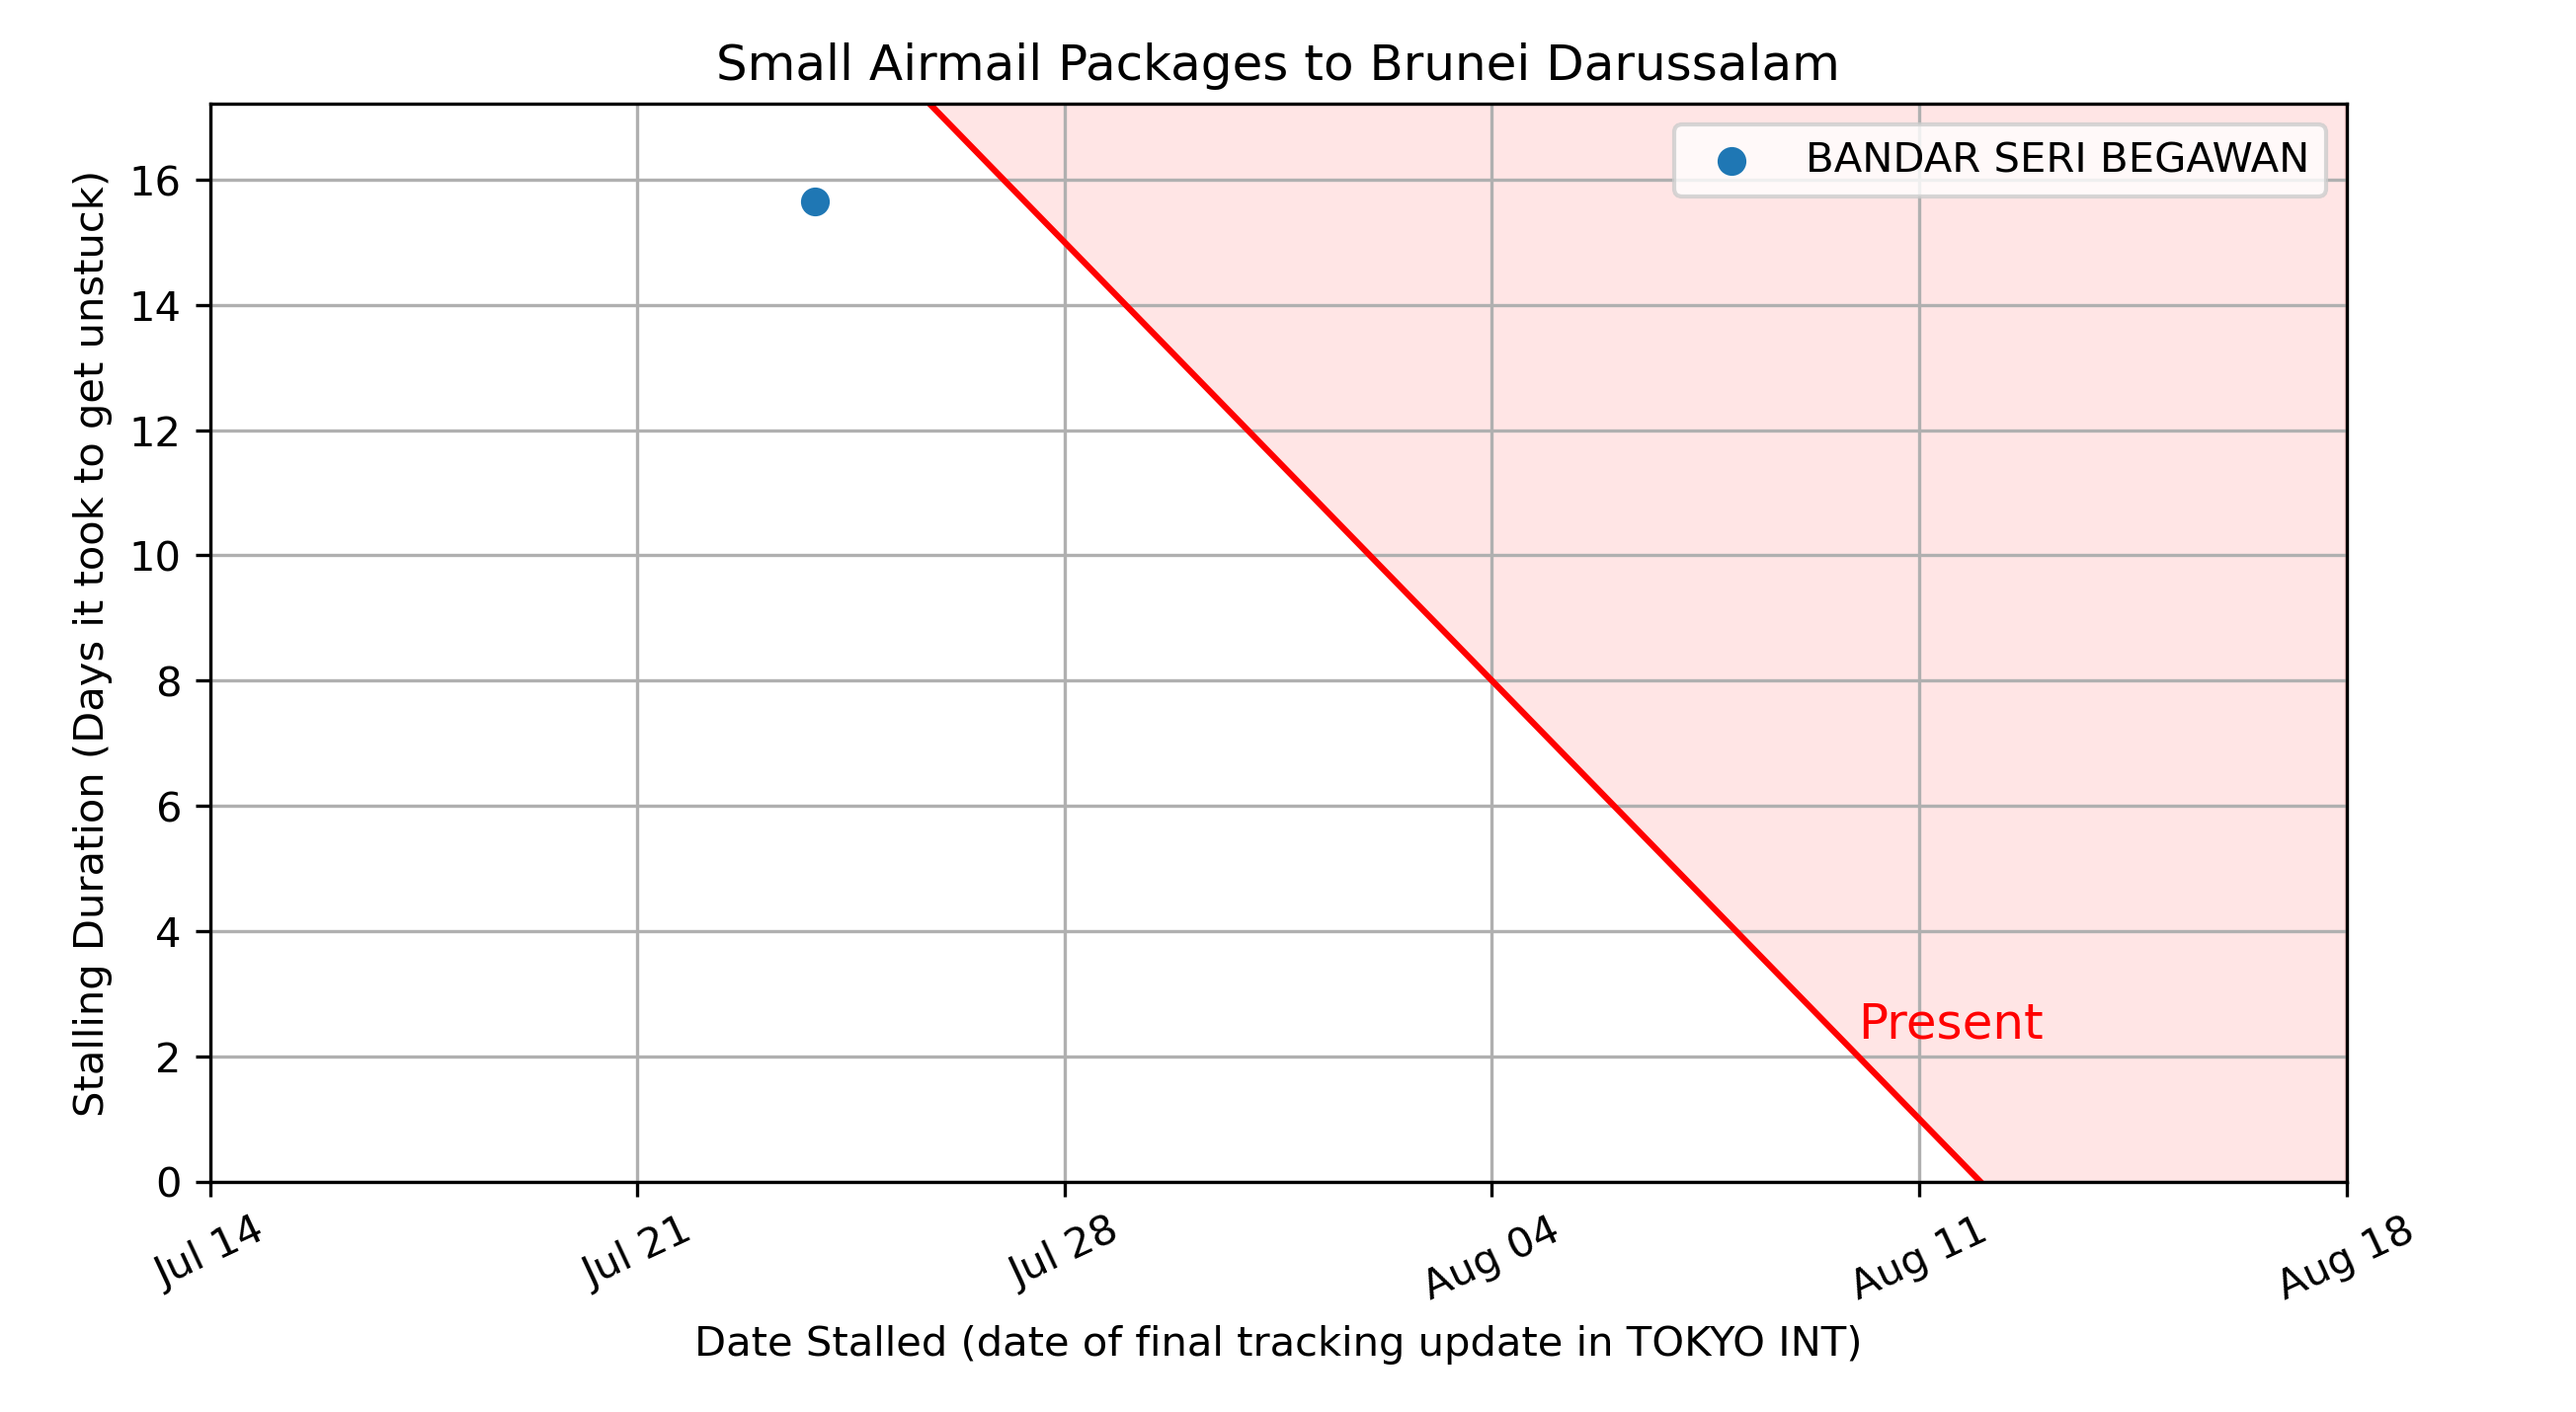 Small Airmail Packages to Brunei Darussalam
BANDAR SERI BEGAWAN
Stalling Duration (Days it took to get unstuck)
16
14
12
10
8
6
4
2
0
Present
Jul 14
Jul 21
Jul 28
Aug 04
Aug 11
Aug 18
Date Stalled (date of final tracking update in TOKYO INT)